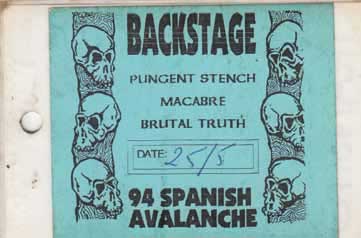 BACKSTAGE
PUNGENT STENCH
MACABRE
BRUTAL TRUTH
DATE: 25/5
94 SPANISH
AVALANCHE